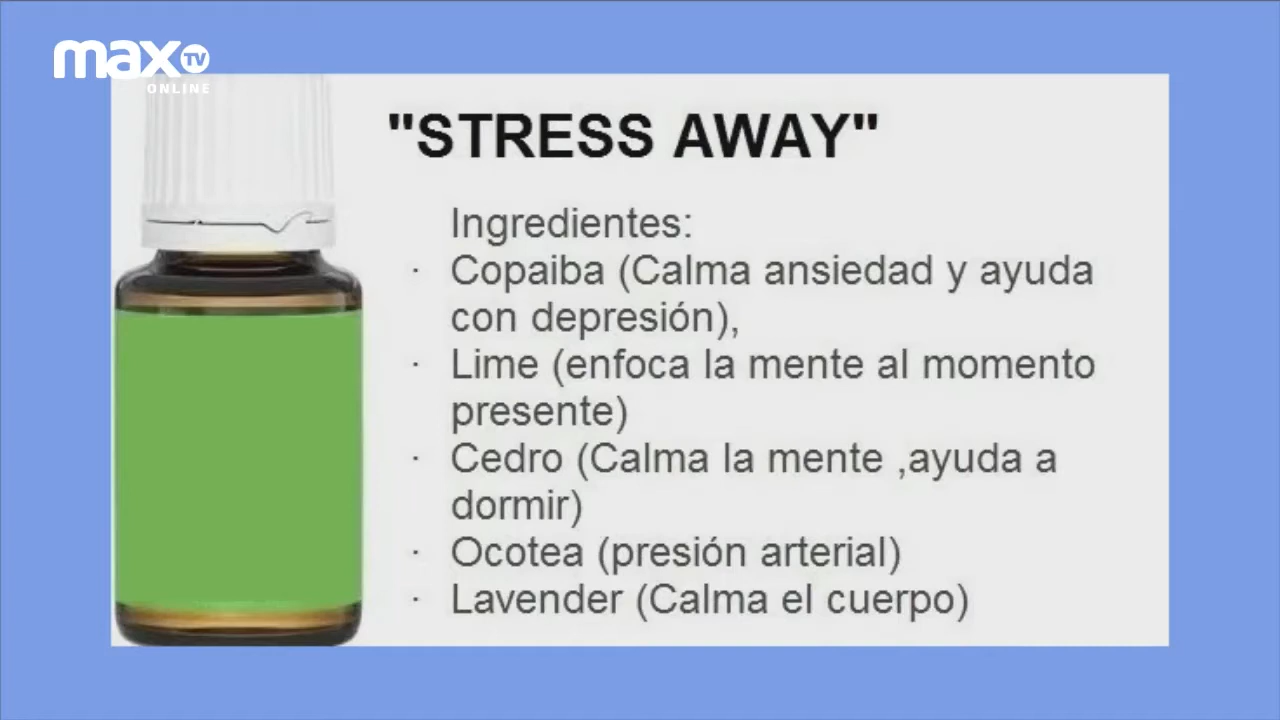 max TV
ONLINE
"STRESS AWAY"
Ingredientes:
· Copaiba (Calma ansiedad y ayuda
con depresión),
· Lime (enfoca la mente al momento
presente)
· Cedro (Calma la mente ,ayuda a
dormir)
· Ocotea (presión arterial)
· Lavender (Calma el cuerpo)